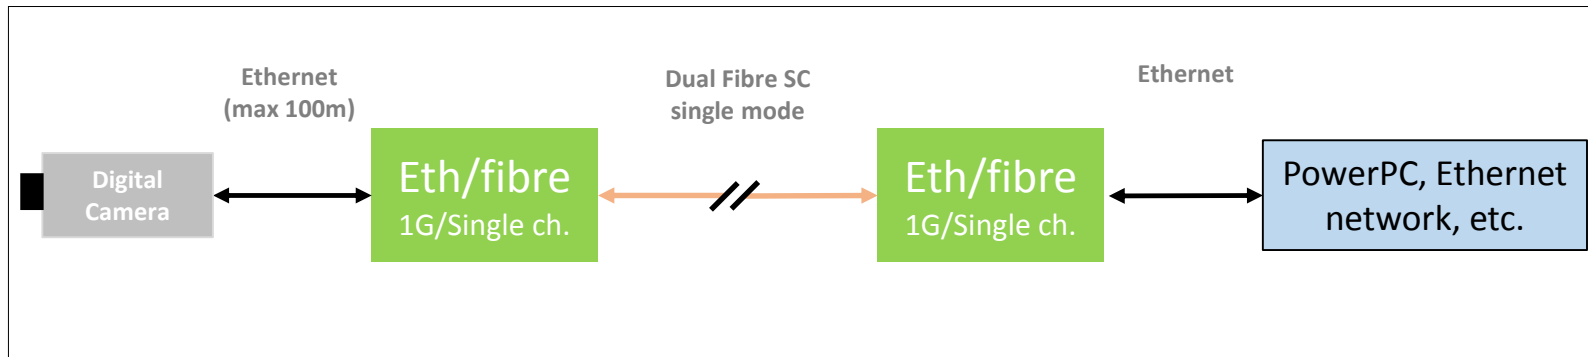 Ethernet
(max 100m)
Dual Fibre SC
single mode
Ethernet
Digital
Camera
Eth/fibre
1G/Single ch.
Eth/fibre
1G/Single ch.
PowerPC, Ethernet
network, etc.